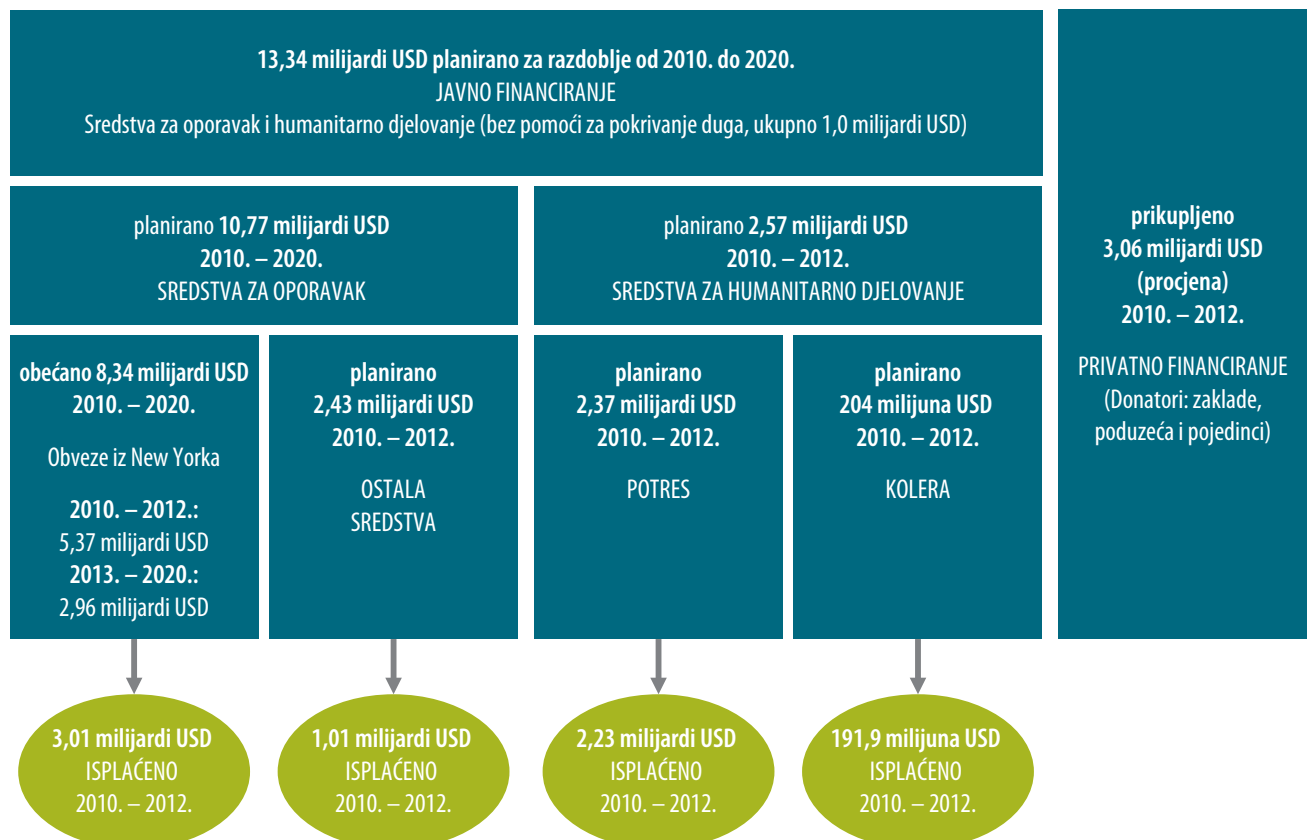 13,34 milijardi USD planirano za razdoblje od 2010. do 2020.
JAVNO FINANCIRANJE
Sredstva za oporavak i humanitarno djelovanje (bez pomoći za pokrivanje duga, ukupno 1,0 milijardi USD)
planirano 10,77 milijardi USD
2010. – 2020.
SREDSTVA ZA OPORAVAK
planirano 2,57 milijardi USD
2010. – 2012.
SREDSTVA ZA HUMANITARNO DJELOVANJE
prikupljeno
3,06 milijardi USD
(procjena)
2010. – 2012.
PRIVATNO FINANCIRANJE
(Donatori: zaklade,
poduzeća i pojedinci)
obećano 8,34 milijardi USD
2010. – 2020.
Obveze iz New Yorka
2010. – 2012.:
5,37 milijardi USD
2013. – 2020.:
2,96 milijardi USD
planirano
2,43 milijardi USD
2010. – 2012.
OSTALA
SREDSTVA
planirano
2,37 milijardi USD
2010. – 2012.
POTRES
planirano
204 milijuna USD
2010. – 2012.
KOLERA
3,01 milijardi USD
ISPLAĆENO
2010. – 2012.
1,01 milijardi USD
ISPLAĆENO
2010. – 2012.
2,23 milijardi USD
ISPLAĆENO
2010. – 2012.
191,9 milijuna USD
ISPLAĆENO
2010. – 2012.